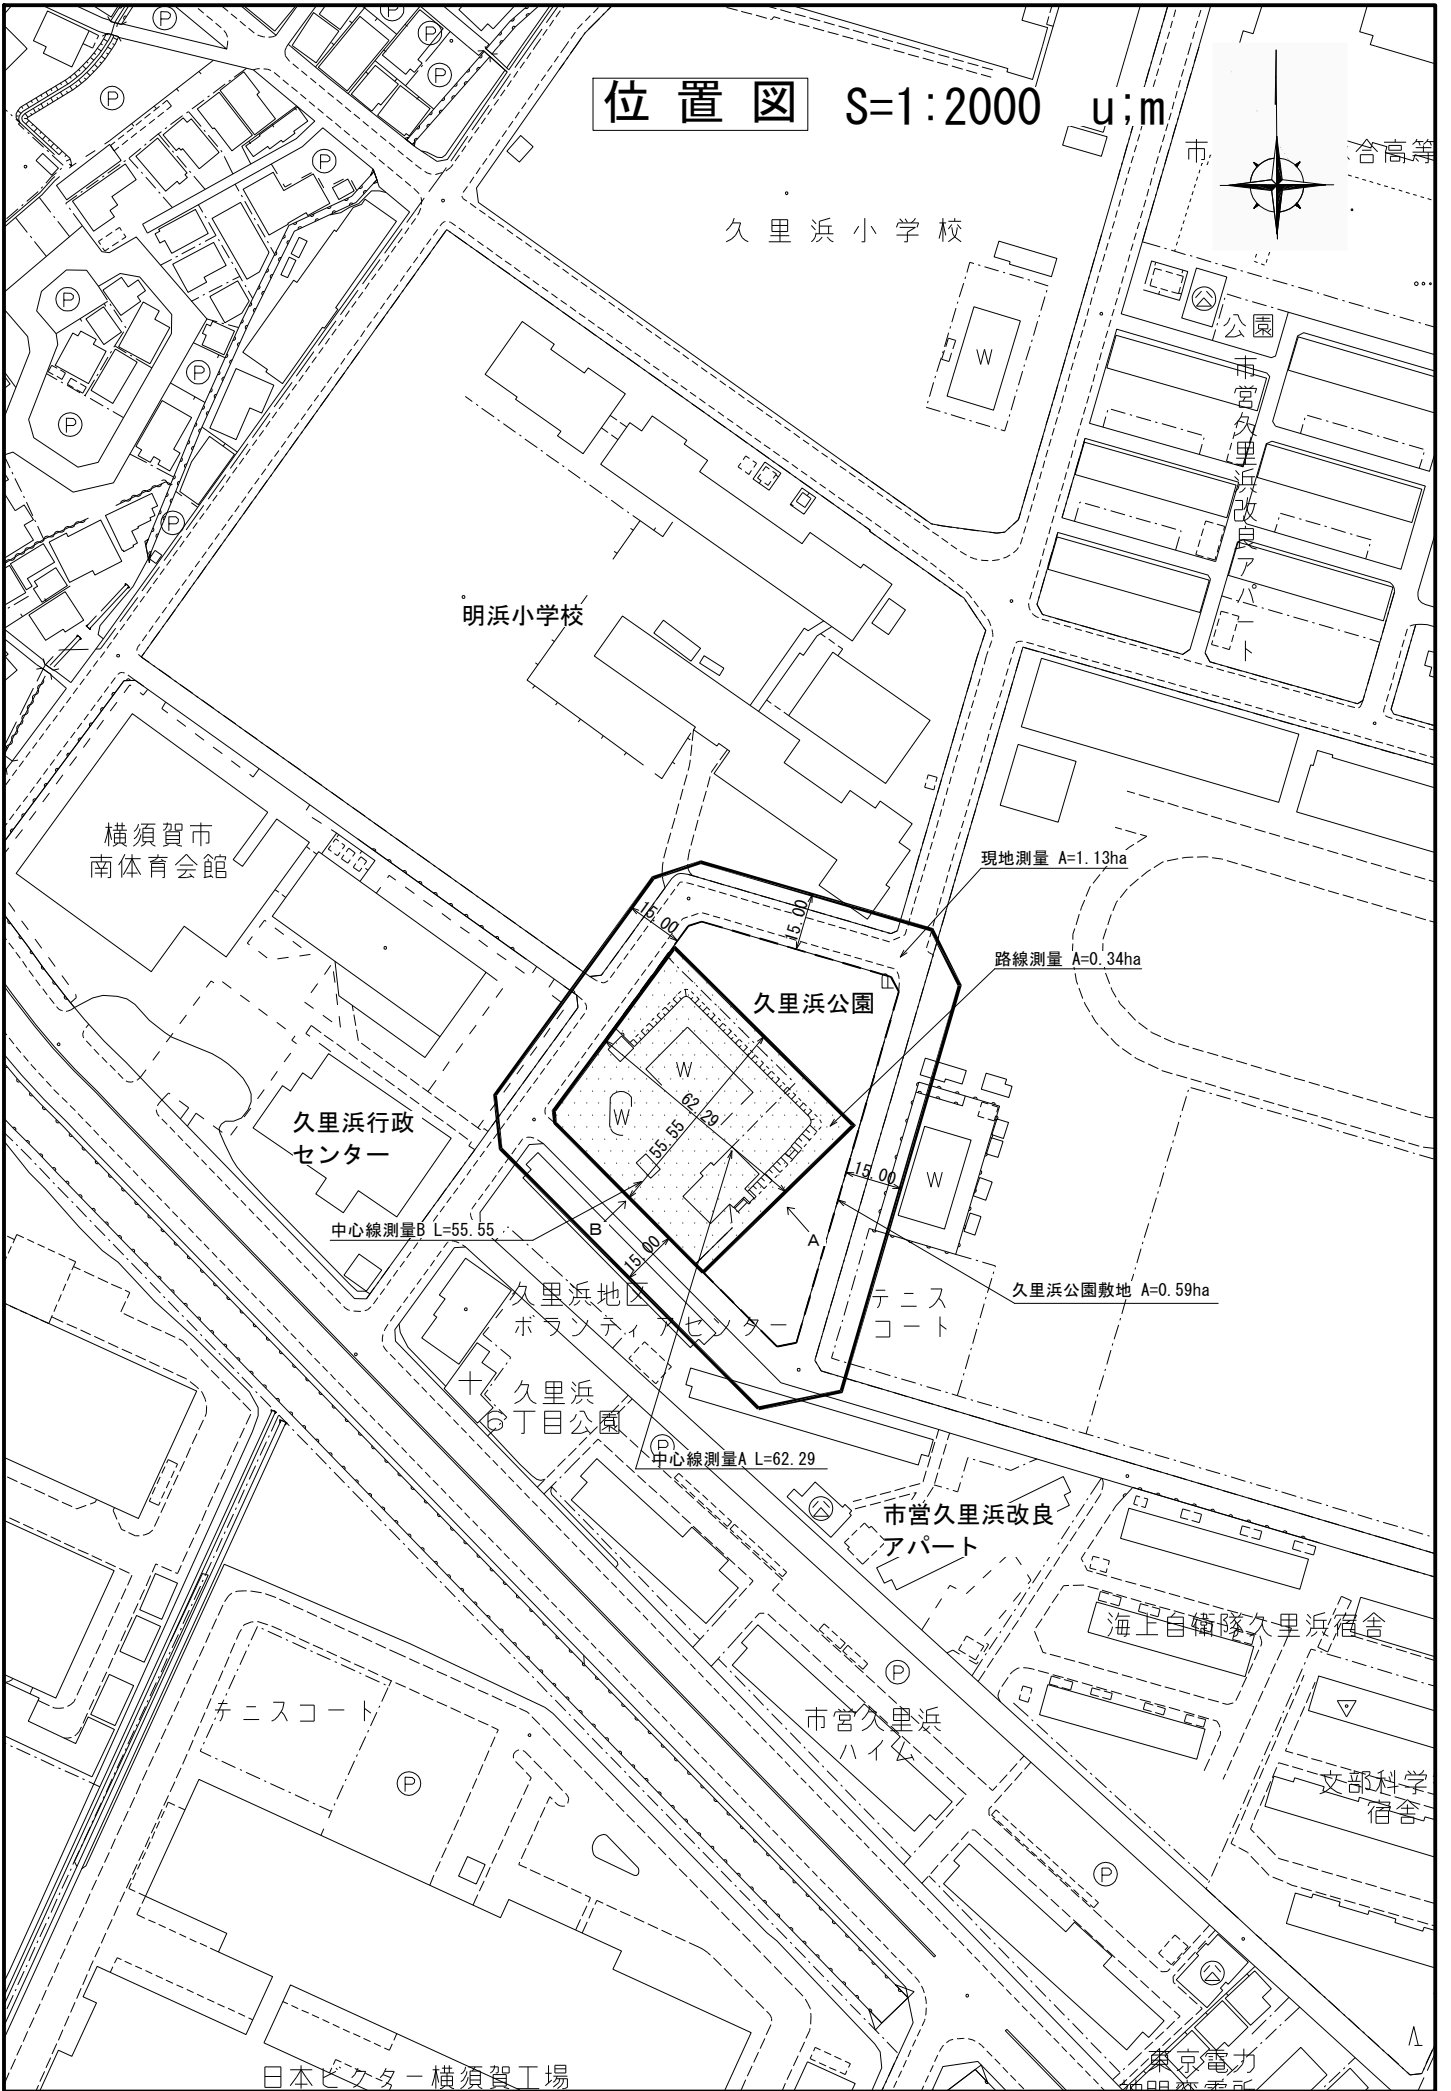 位置図 S=1:2000 u;m
市 合高等
久里浜小学校
公園
市営久里浜改良アパート
W
明浜小学校
横須賀市
南体育会館
現地測量 A=1.13ha
路線測量 A=0.34ha
15.00
15.00
久里浜公園
W
W
62.29
55.55
久里浜行政
センター
15.00
W
中心線測量B L=55.55
B
A
15.00
久里浜公園敷地 A=0.59ha
久里浜地区
ボランティアセンター
テニス
コート
久里浜
6丁目公園
P
中心線測量A L=62.29
市営久里浜改良
アパート
海上自衛隊久里浜宿舎
P
テニスコート
市営久里浜
ハイム
P
文部科学
宿舎
P
東京電力
日本ビクター横須賀工場
P
P
P
P
P
P
P
P
P
P